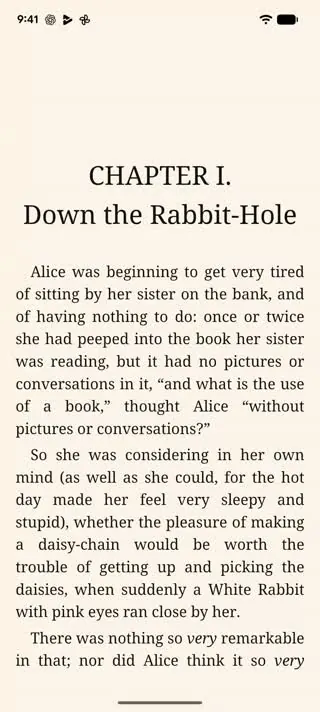 9:41
CHAPTER I.
Down the Rabbit-Hole
Alice was beginning to get very tired
of sitting by her sister on the bank, and
of having nothing to do: once or twice
she had peeped into the book her sister
was reading, but it had no pictures or
conversations in it, “and what is the use
of a book,” thought Alice “without
pictures or conversations?”
So she was considering in her own
mind (as well as she could, for the hot
day made her feel very sleepy and
stupid), whether the pleasure of making
a daisy-chain would be worth the
trouble of getting up and picking the
daisies, when suddenly a White Rabbit
with pink eyes ran close by her.
There was nothing so very remarkable
in that; nor did Alice think it so very